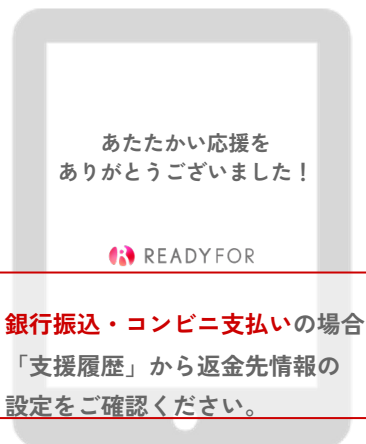 あたたかい応援を
ありがとうございました！
READYFOR
銀行振込・コンビニ支払いの場合
「支援履歴」から返金先情報の
設定をご確認ください。